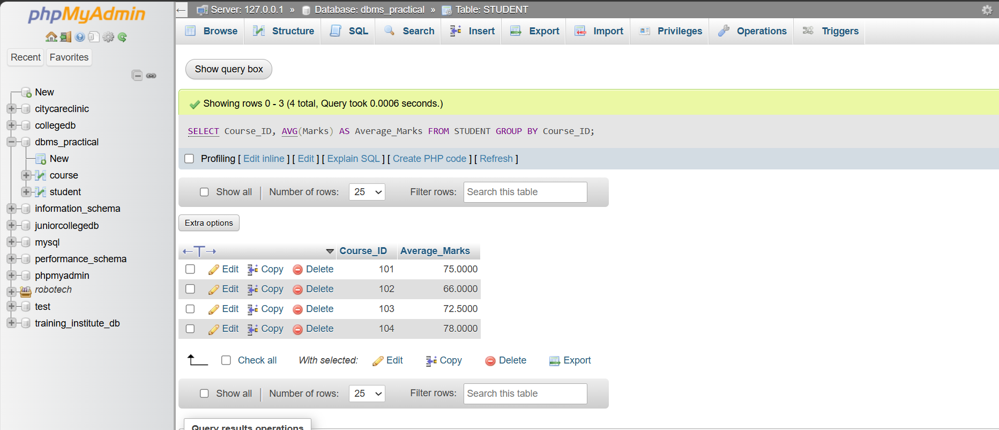 phpMyAdmin
Recent Favorites
New
citycareclinic
collegedb
dbms_practical
New
course
student
information_schema
juniorcollegedb
mysql
performance_schema
phpmyadmin
robotech
test
training_institute_db
Server: 127.0.0.1 » Database: dbms_practical » Table: STUDENT
Browse Structure SQL Search Insert Export Import Privileges Operations Triggers
Show query box
Showing rows 0 - 3 (4 total, Query took 0.0006 seconds.)
SELECT Course_ID, AVG(Marks) AS Average_Marks FROM STUDENT GROUP BY Course_ID;
Profiling [ Edit inline ] [ Edit ] [ Explain SQL ] [ Create PHP code ] [ Refresh ]
Show all | Number of rows: 25 Filter rows: Search this table
Extra options
←T→ Course_ID Average_Marks
Edit Copy Delete 101 75.0000
Edit Copy Delete 102 66.0000
Edit Copy Delete 103 72.5000
Edit Copy Delete 104 78.0000
Check all With selected: Edit Copy Delete Export
Show all | Number of rows: 25 Filter rows: Search this table
Query results operations